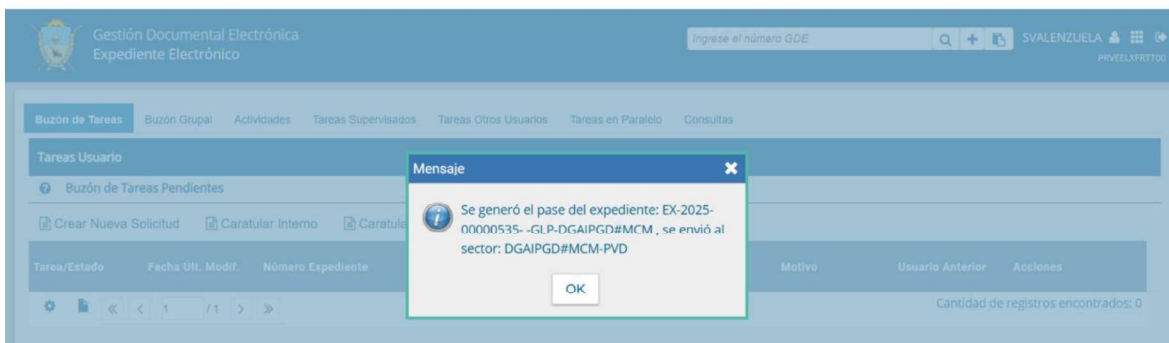 Gestión Documental Electrónica
Expediente Electrónico
Ingrese el número GDE
SVALENZUELA
PRVEELXFRTT00
Buzón de Tareas Buzón Grupal Actividades Tareas Supervisados Tareas Otros Usuarios Tareas en Paralelo Consultas
Tareas Usuario
Buzón de Tareas Pendientes
Crear Nueva Solicitud Caratular Interno Caratula
Tarea/Estado Fecha Últ. Modif. Número Expediente Motivo Usuario Anterior Acciones
1 / 1 Cantidad de registros encontrados: 0
Mensaje
Se generó el pase del expediente: EX-2025-
00000535- -GLP-DGAIPGD#MCM , se envió al
sector: DGAIPGD#MCM-PVD
OK